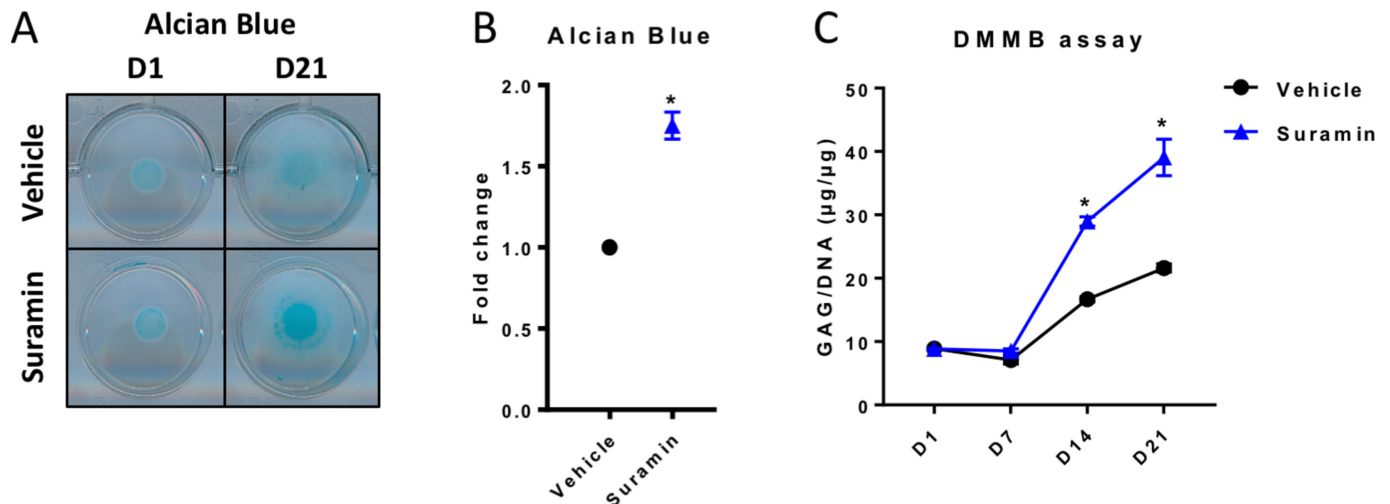 A
Alcian Blue
D1
D21
Vehicle
Suramin
B
Alcian Blue
Fold change
2.0
1.5
1.0
0.5
0.0
*
Vehicle
Suramin
C
DMMB assay
GAG/DNA (µg/µg)
50
40
30
20
10
0
*
*
D1
D7
D14
D21
Vehicle
Suramin